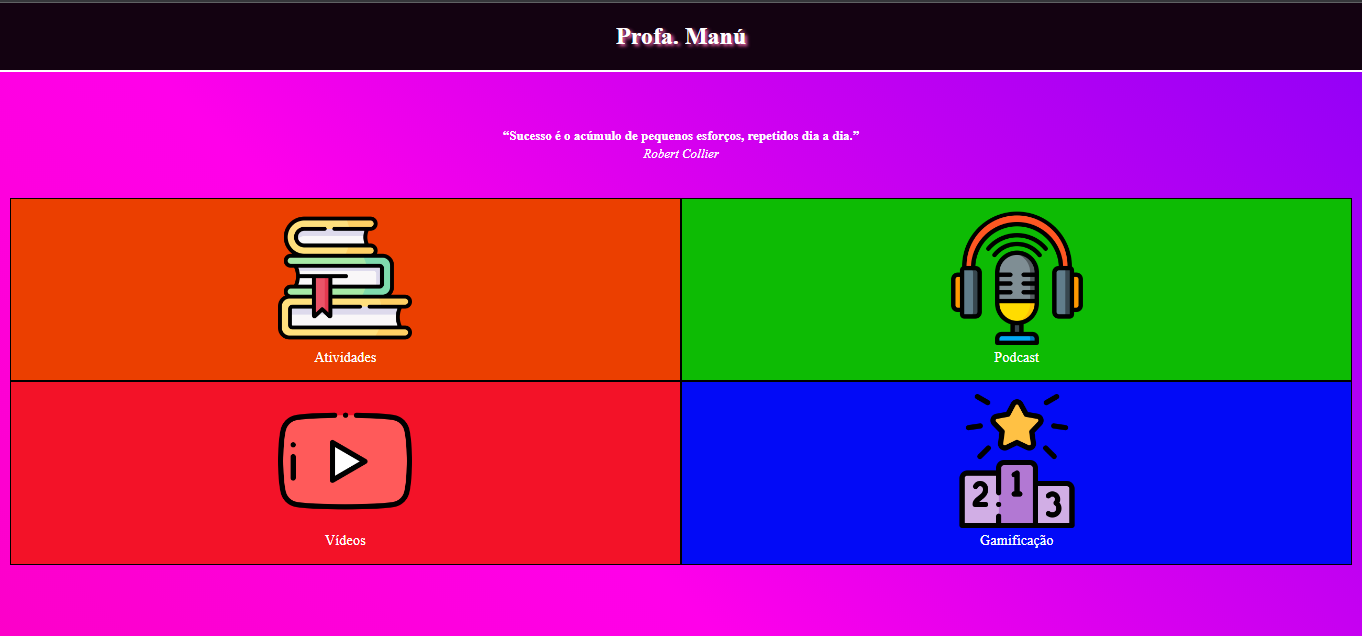 Profa. Manú
“Sucesso é o acúmulo de pequenos esforços, repetidos dia a dia.”
Robert Collier
Atividades
Podcast
Vídeos
2
1
3
Gamificação